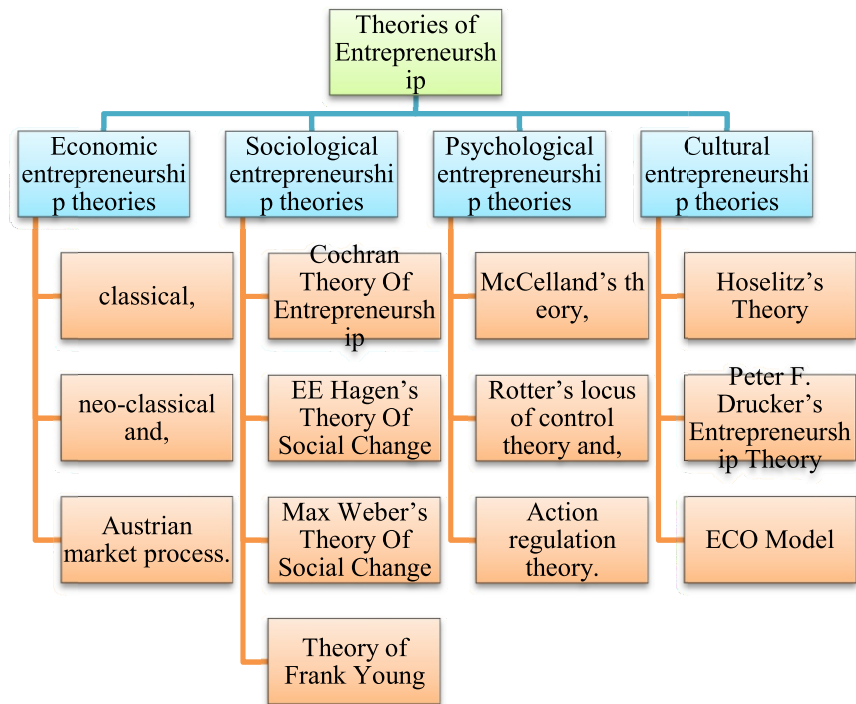 Theories of
Entrepreneursh
ip
Economic
entrepreneurshi
p theories
Sociological
entrepreneurshi
p theories
Psychological
entrepreneurshi
p theories
Cultural
entrepreneurshi
p theories
classical,
neo-classical
and,
Austrian
market process.
Cochran
Theory Of
Entrepreneursh
ip
EE Hagen’s
Theory Of
Social Change
Max Weber’s
Theory Of
Social Change
Theory of
Frank Young
McCelland’s th
eory,
Rotter’s locus
of control
theory and,
Action
regulation
theory.
Hoselitz’s
Theory
Peter F.
Drucker’s
Entrepreneursh
ip Theory
ECO Model